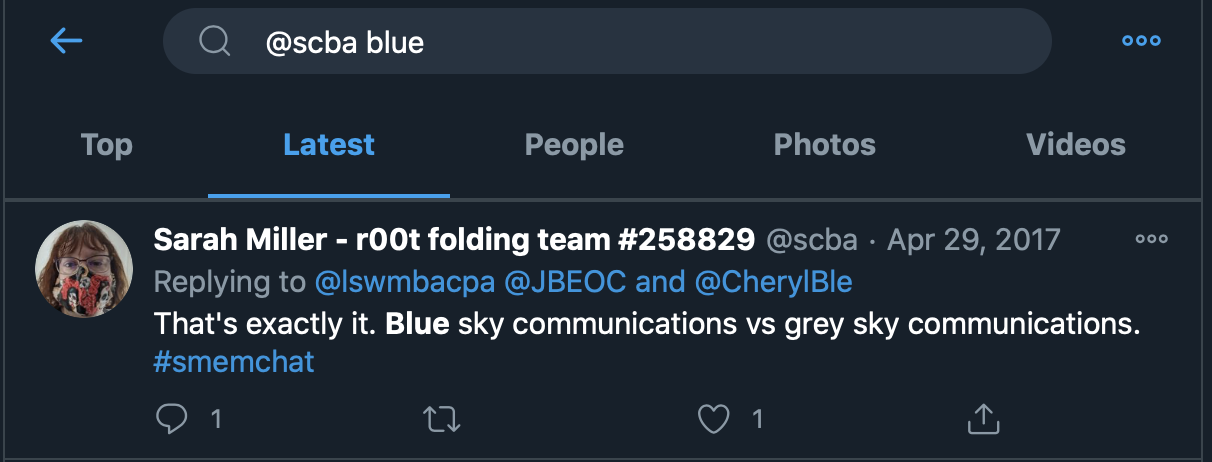 @scba blue
Top Latest People Photos Videos
Sarah Miller - r00t folding team #258829 @scba · Apr 29, 2017
Replying to @lswmbacpa @JBEOC and @CherylBle
That's exactly it. Blue sky communications vs grey sky communications.
#smemchat
1 1